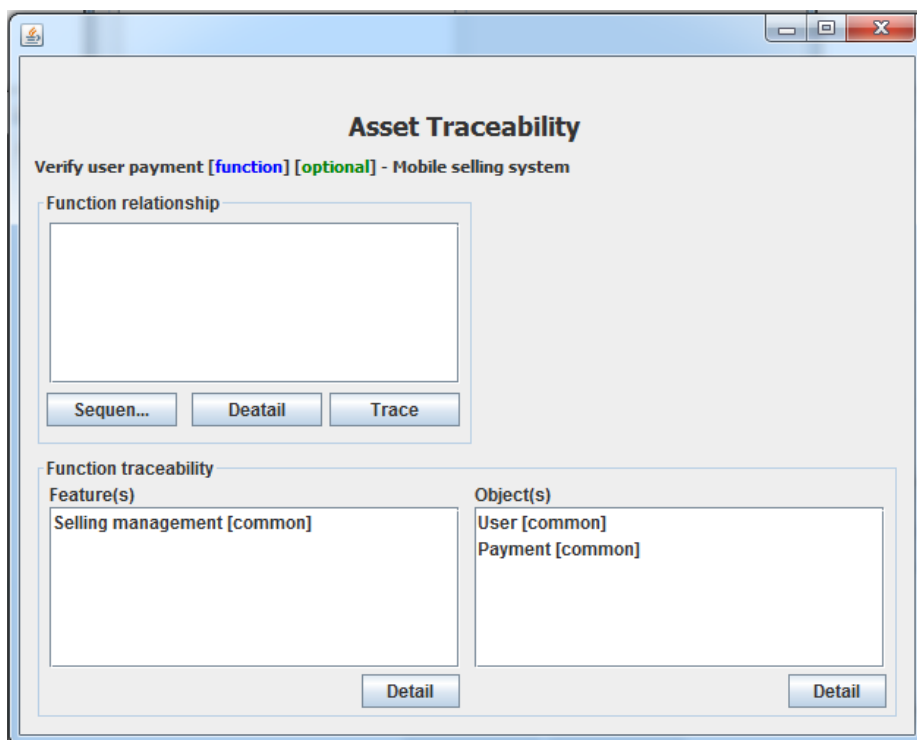 Asset Traceability
Verify user payment [function] [optional] - Mobile selling system
Function relationship
Sequen... Deatail Trace
Function traceability
Feature(s) Object(s)
Selling management [common] User [common]
Payment [common]
Detail Detail